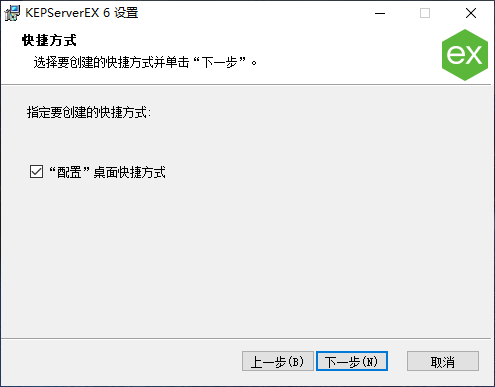 KEPServerEX 6 设置
快捷方式
选择要创建的快捷方式并单击“下一步”。
ex
指定要创建的快捷方式:
“配置”桌面快捷方式
上一步(B) 下一步(N) 取消